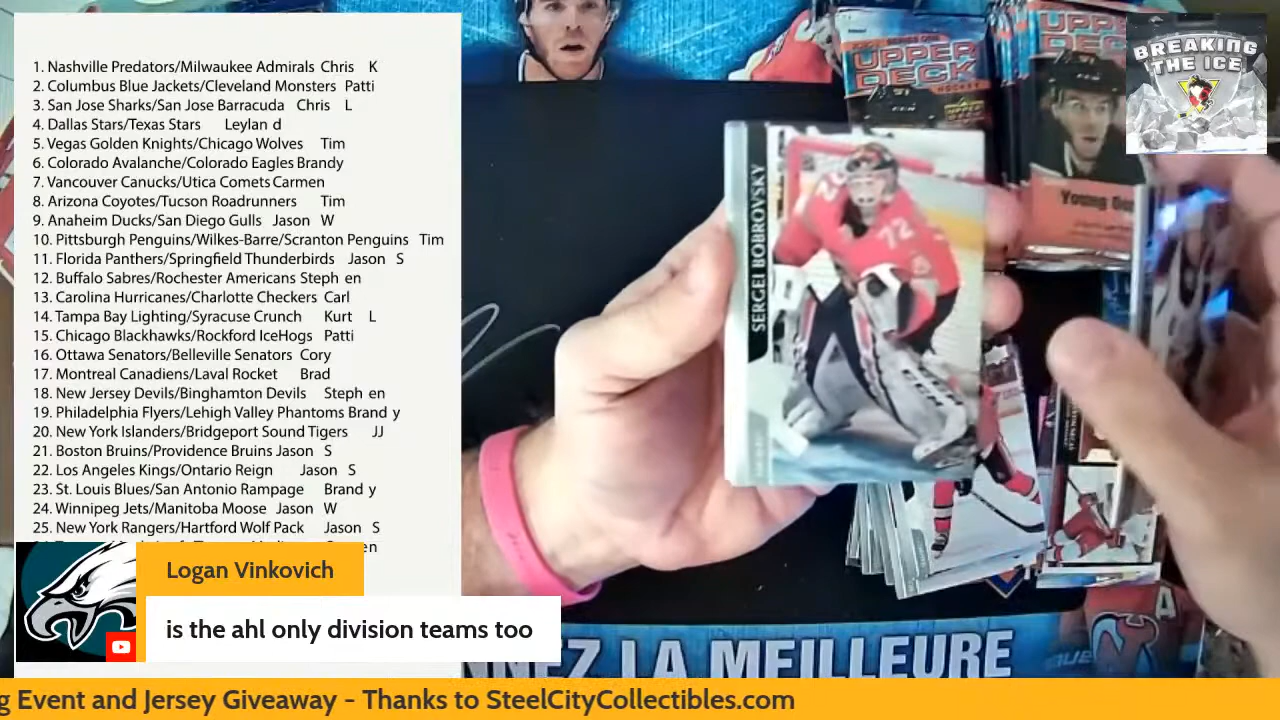 1. Nashville Predators/Milwaukee Admirals Chris K
2. Columbus Blue Jackets/Cleveland Monsters Patti
3. San Jose Sharks/San Jose Barracuda Chris L
4. Dallas Stars/Texas Stars Leylan d
5. Vegas Golden Knights/Chicago Wolves Tim
6. Colorado Avalanche/Colorado Eagles Brandy
7. Vancouver Canucks/Utica Comets Carmen
8. Arizona Coyotes/Tucson Roadrunners Tim
9. Anaheim Ducks/San Diego Gulls Jason W
10. Pittsburgh Penguins/Wilkes-Barre/Scranton Penguins Tim
11. Florida Panthers/Springfield Thunderbirds Jason S
12. Buffalo Sabres/Rochester Americans Steph en
13. Carolina Hurricanes/Charlotte Checkers Carl
14. Tampa Bay Lighting/Syracuse Crunch Kurt L
15. Chicago Blackhawks/Rockford IceHogs Patti
16. Ottawa Senators/Belleville Senators Cory
17. Montreal Canadiens/Laval Rocket Brad
18. New Jersey Devils/Binghamton Devils Steph en
19. Philadelphia Flyers/Lehigh Valley Phantoms Brand y
20. New York Islanders/Bridgeport Sound Tigers JJ
21. Boston Bruins/Providence Bruins Jason S
22. Los Angeles Kings/Ontario Reign Jason S
23. St. Louis Blues/San Antonio Rampage Brand y
24. Winnipeg Jets/Manitoba Moose Jason W
25. New York Rangers/Hartford Wolf Pack Jason S
Logan Vinkovich
is the ahl only division teams too
g Event and Jersey Giveaway - Thanks to SteelCityCollectibles.com
SERGEI BOBROVSKY
72
UPPER
DECK
HOCKEY
UPPER
DEC
Young Gu
BREAKING
THE ICE
LA MEILLEURE
A